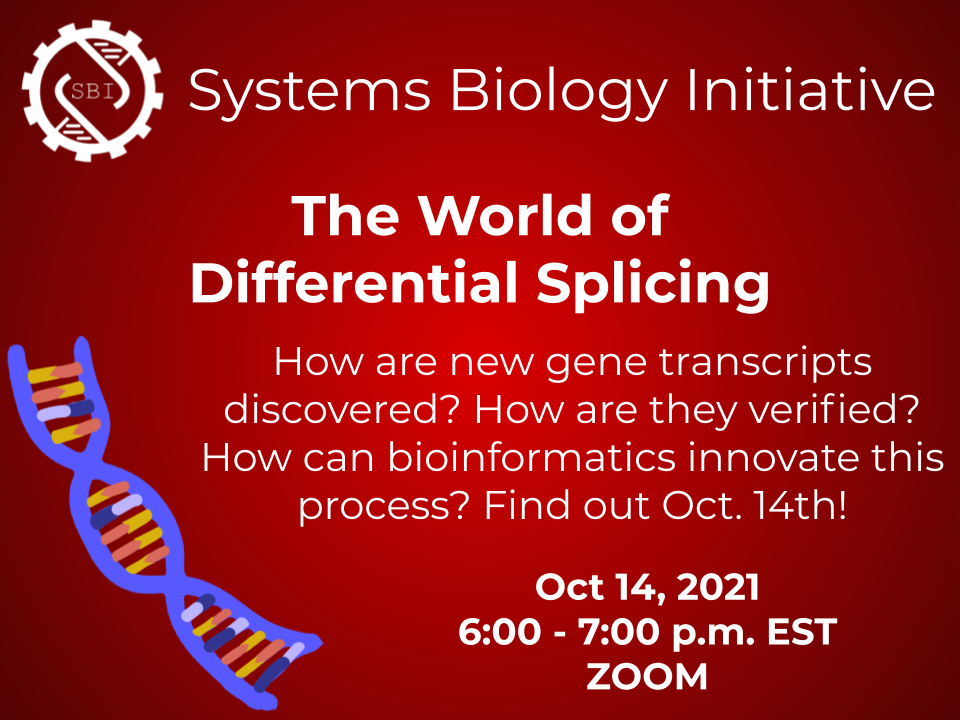 SBI
Systems Biology Initiative
The World of
Differential Splicing
How are new gene transcripts
discovered? How are they verified?
How can bioinformatics innovate this
process? Find out Oct. 14th!
Oct 14, 2021
6:00 - 7:00 p.m. EST
ZOOM